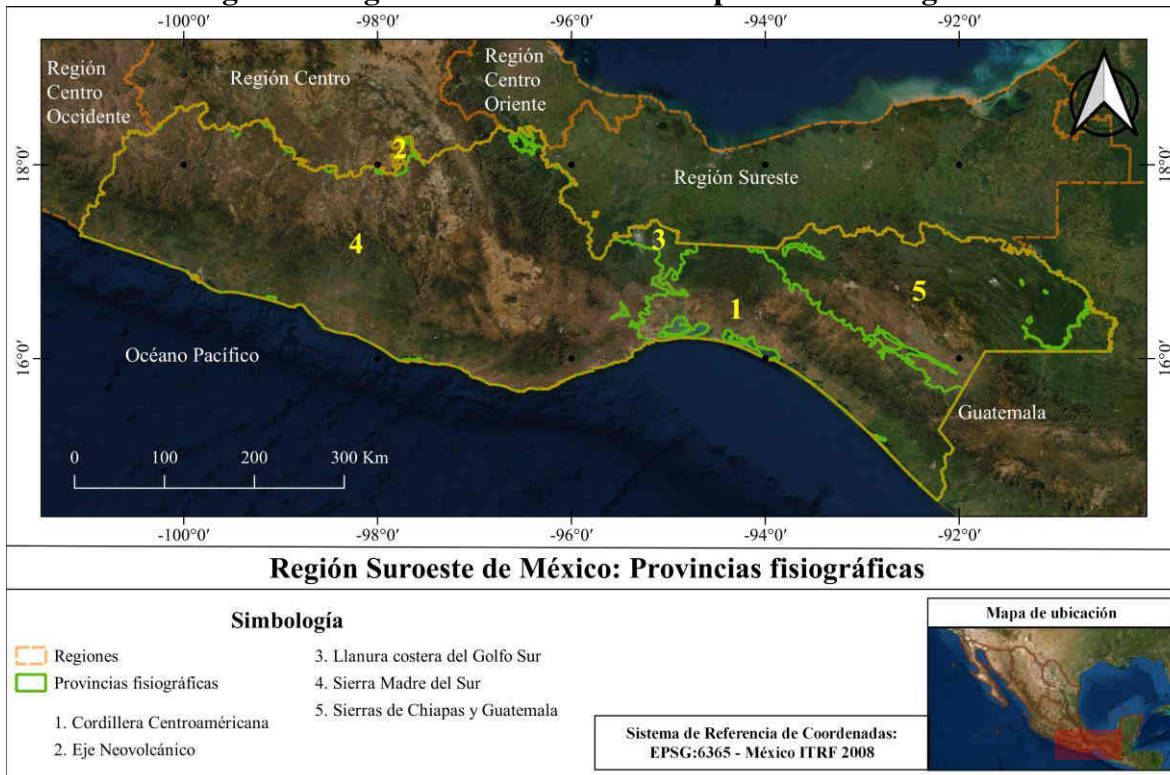 -100°0′ -98°0′ -96°0′ -94°0′ -92°0′
Región
Centro
Occidente
Región Centro
Región
Centro
Oriente
18°0′
2
Región Sureste
18°0′
4
3
5
1
16°0′
Océano Pacífico
16°0′
Guatemala
0 100 200 300 Km
-100°0′ -98°0′ -96°0′ -94°0′ -92°0′
Región Suroeste de México: Provincias fisiográficas
Simbología
Regiones
Provincias fisiográficas
1. Cordillera Centroaméricana
2. Eje Neovolcánico
3. Llanura costera del Golfo Sur
4. Sierra Madre del Sur
5. Sierras de Chiapas y Guatemala
Sistema de Referencia de Coordenadas:
EPSG:6365 - México ITRF 2008
Mapa de ubicación